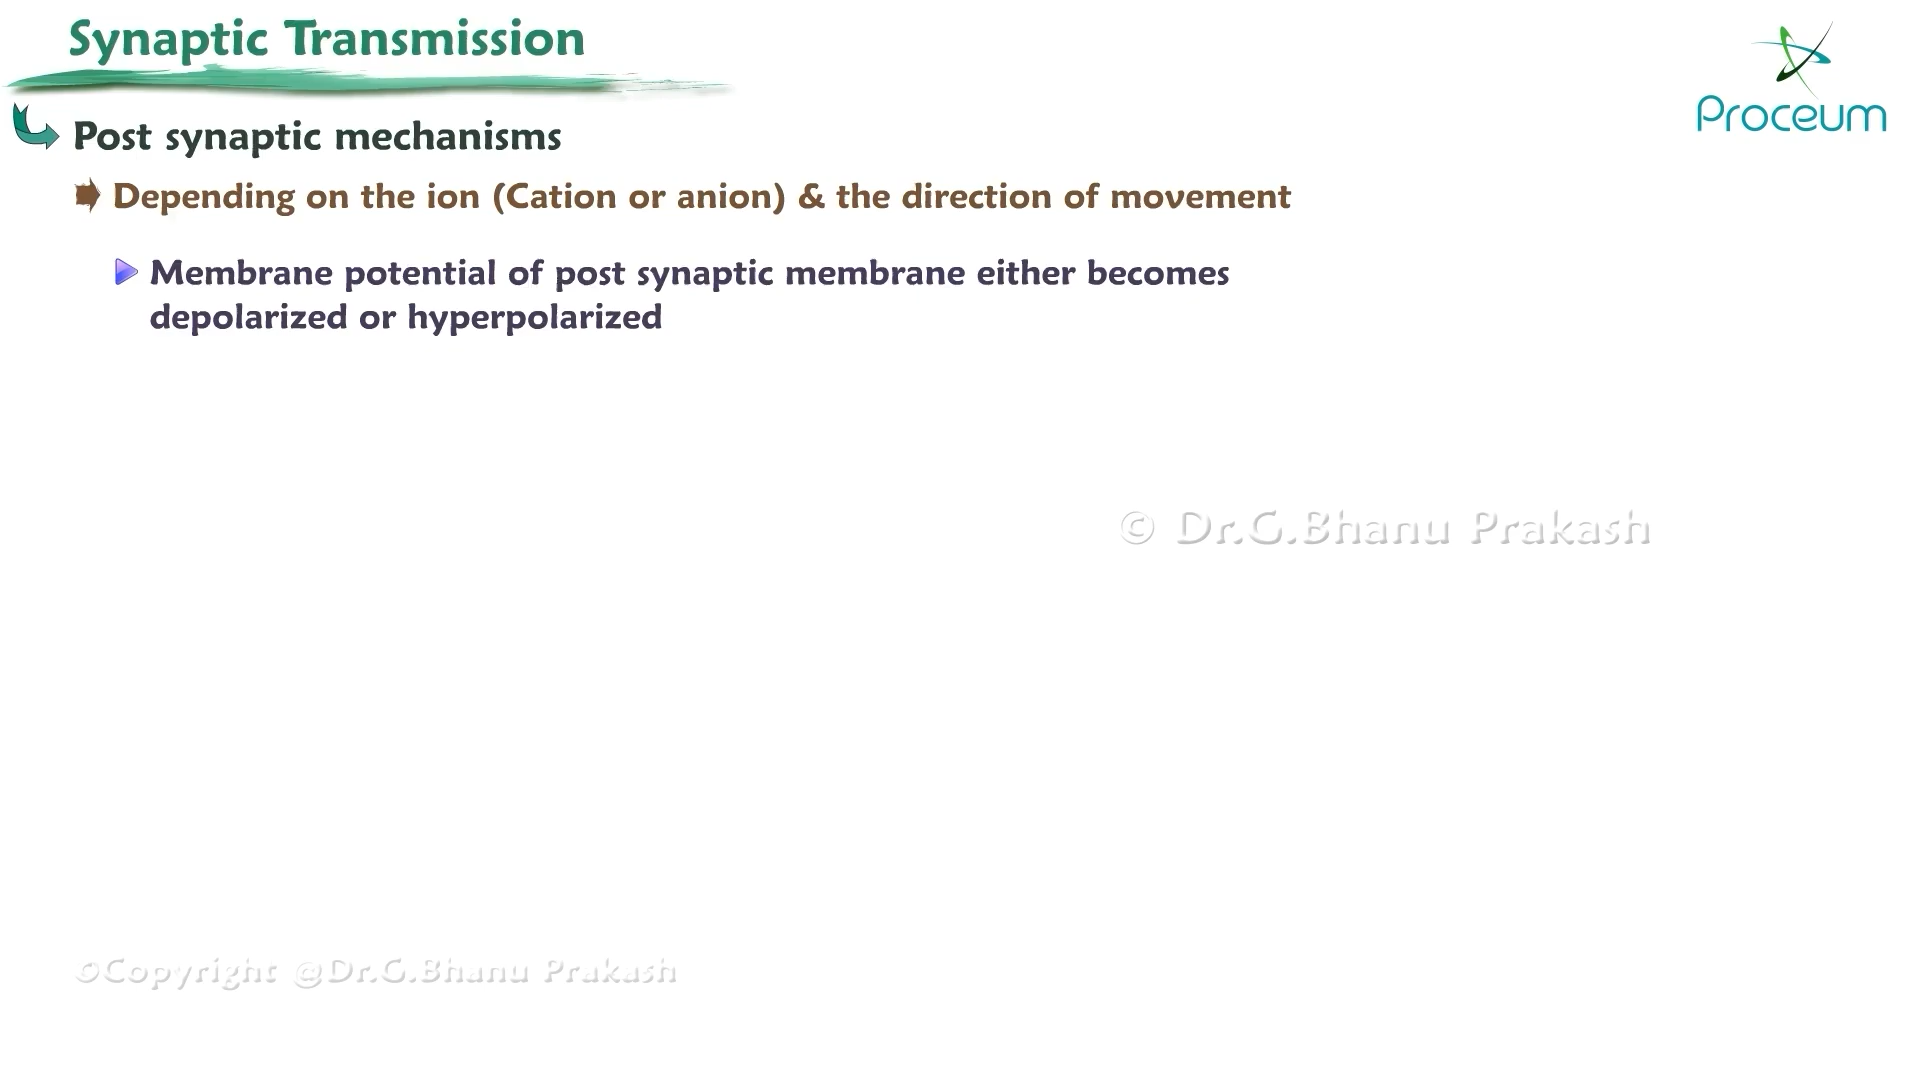 Synaptic Transmission
Proceum
Post synaptic mechanisms
Depending on the ion (Cation or anion) & the direction of movement
Membrane potential of post synaptic membrane either becomes
depolarized or hyperpolarized
© Dr.G.Bhanu Prakash
©Copyright @Dr.G.Bhanu Prakash